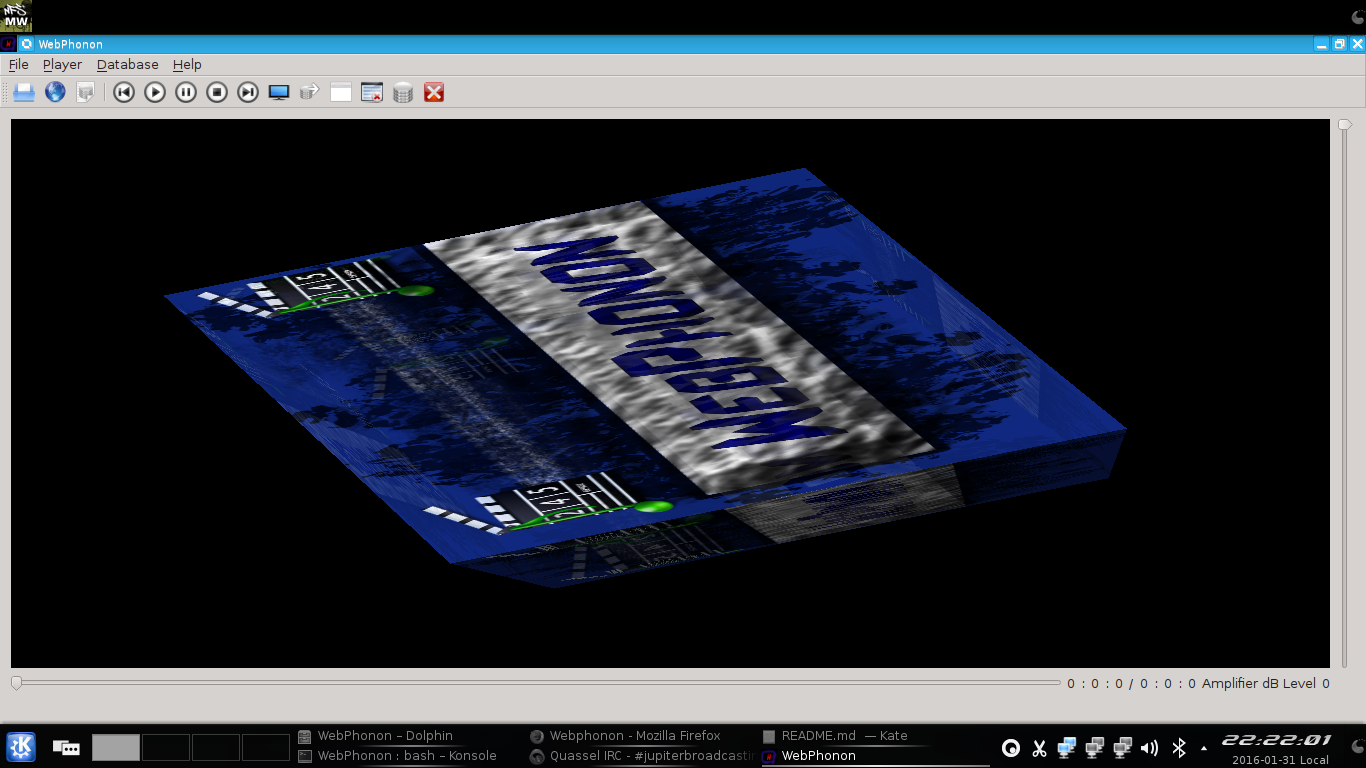 MW
WebPhonon
File Player Database Help
WEBPHONON
0 : 0 : 0 / 0 : 0 : 0 Amplifier dB Level 0
WebPhonon – Dolphin
Webphonon - Mozilla Firefox
README.md — Kate
WebPhonon : bash – Konsole
Quassel IRC - #jupiterbroadcastin
WebPhonon
22:22:01
2016-01-31 Local